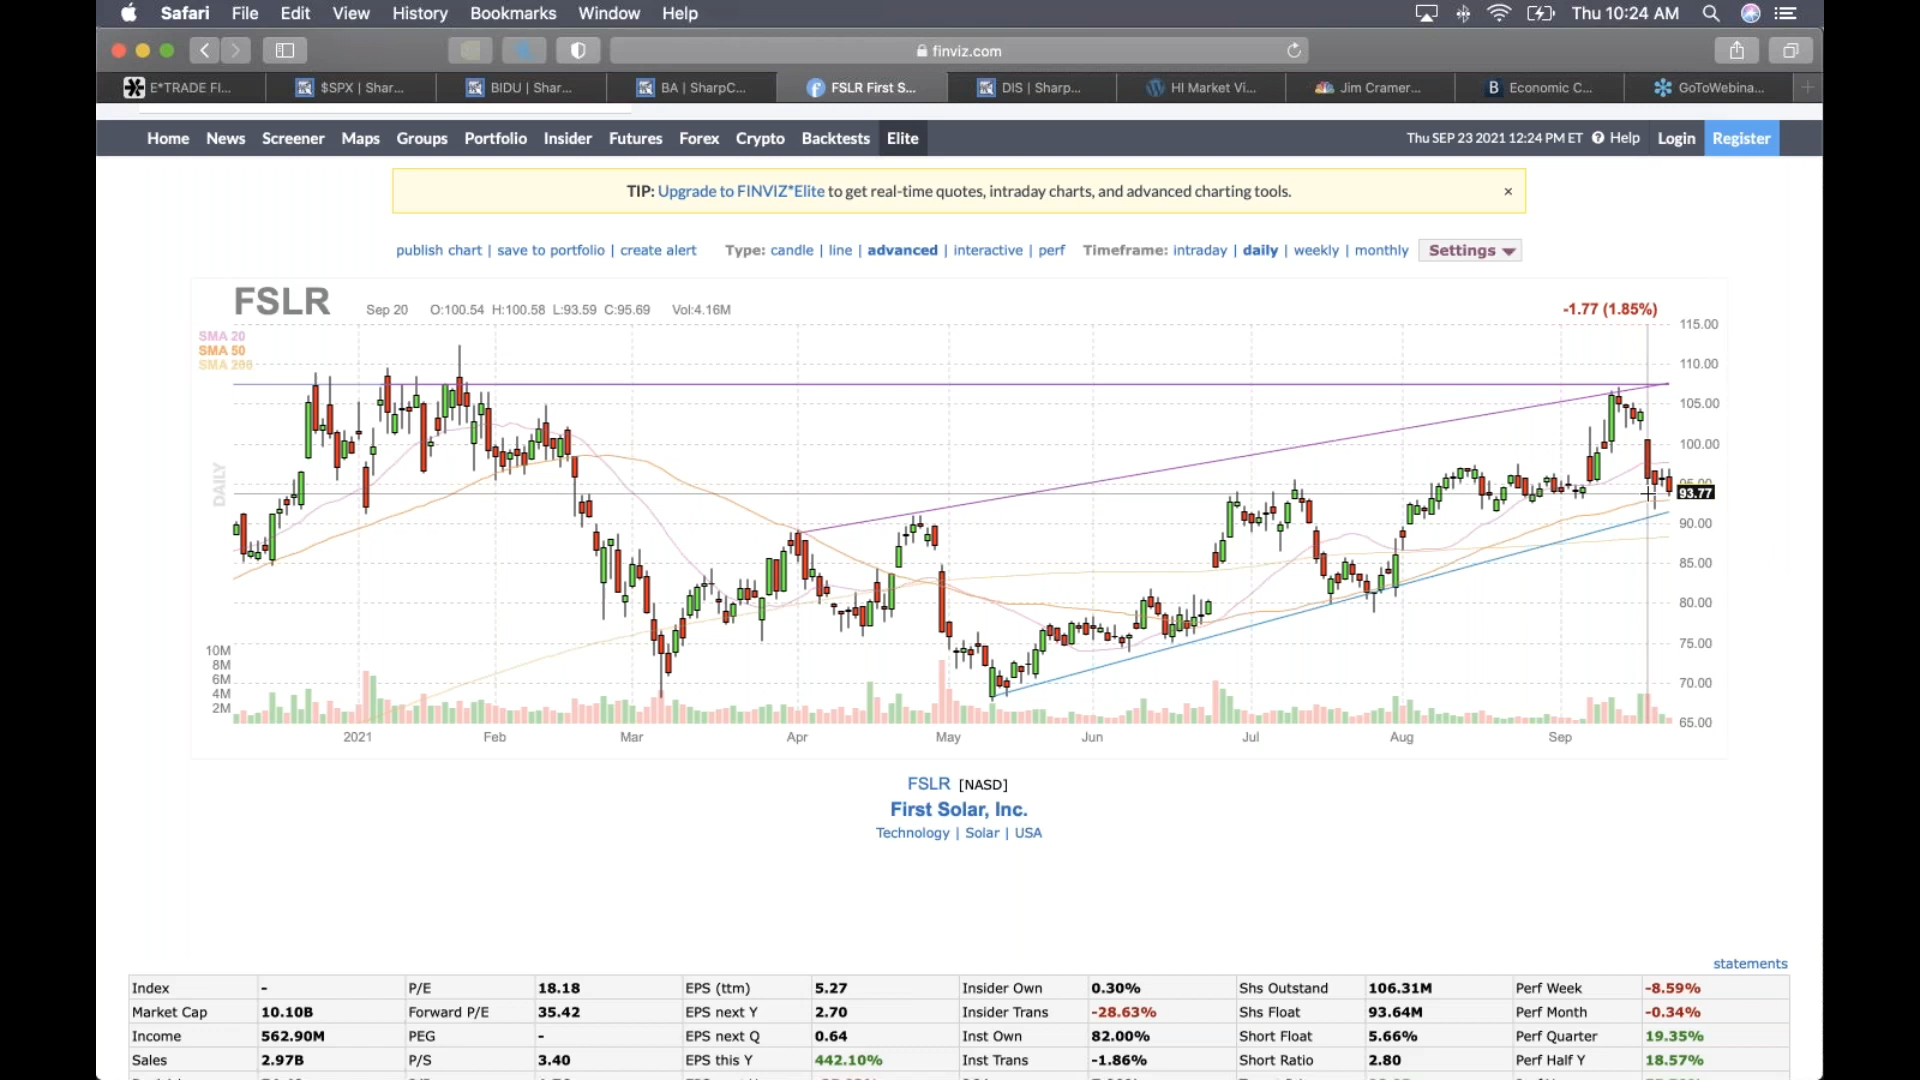 Safari File Edit View History Bookmarks Window Help Thu 10:24 AM
finviz.com
E*TRADE FI... $SPX | Shar... BIDU | Shar... BA | SharpC... FSLR First S... DIS | Sharp... HI Market Vi... Jim Cramer... B Economic C... GoToWebina...
Home News Screener Maps Groups Portfolio Insider Futures Forex Crypto Backtests Elite Thu SEP 23 2021 12:24 PM ET Help Login Register
TIP: Upgrade to FINVIZ*Elite to get real-time quotes, intraday charts, and advanced charting tools. ×
publish chart | save to portfolio | create alert Type: candle | line | advanced | interactive | perf Timeframe: intraday | daily | weekly | monthly Settings
FSLR Sep 20 O:100.54 H:100.58 L:93.59 C:95.69 Vol:4.16M -1.77 (1.85%)
SMA 20
SMA 50
SMA 200
DAILY
115.00
110.00
105.00
100.00
95.00
93.77
90.00
85.00
80.00
75.00
70.00
65.00
10M
8M
6M
4M
2M
2021 Feb Mar Apr May Jun Jul Aug Sep
FSLR [NASD]
First Solar, Inc.
Technology | Solar | USA
statements
Index - P/E 18.18 EPS (ttm) 5.27 Insider Own 0.30% Shs Outstand 106.31M Perf Week -8.59%
Market Cap 10.10B Forward P/E 35.42 EPS next Y 2.70 Insider Trans -28.63% Shs Float 93.64M Perf Month -0.34%
Income 562.90M PEG - EPS next Q 0.64 Inst Own 82.00% Short Float 5.66% Perf Quarter 19.35%
Sales 2.97B P/S 3.40 EPS this Y 442.10% Inst Trans -1.86% Short Ratio 2.80 Perf Half Y 18.57%